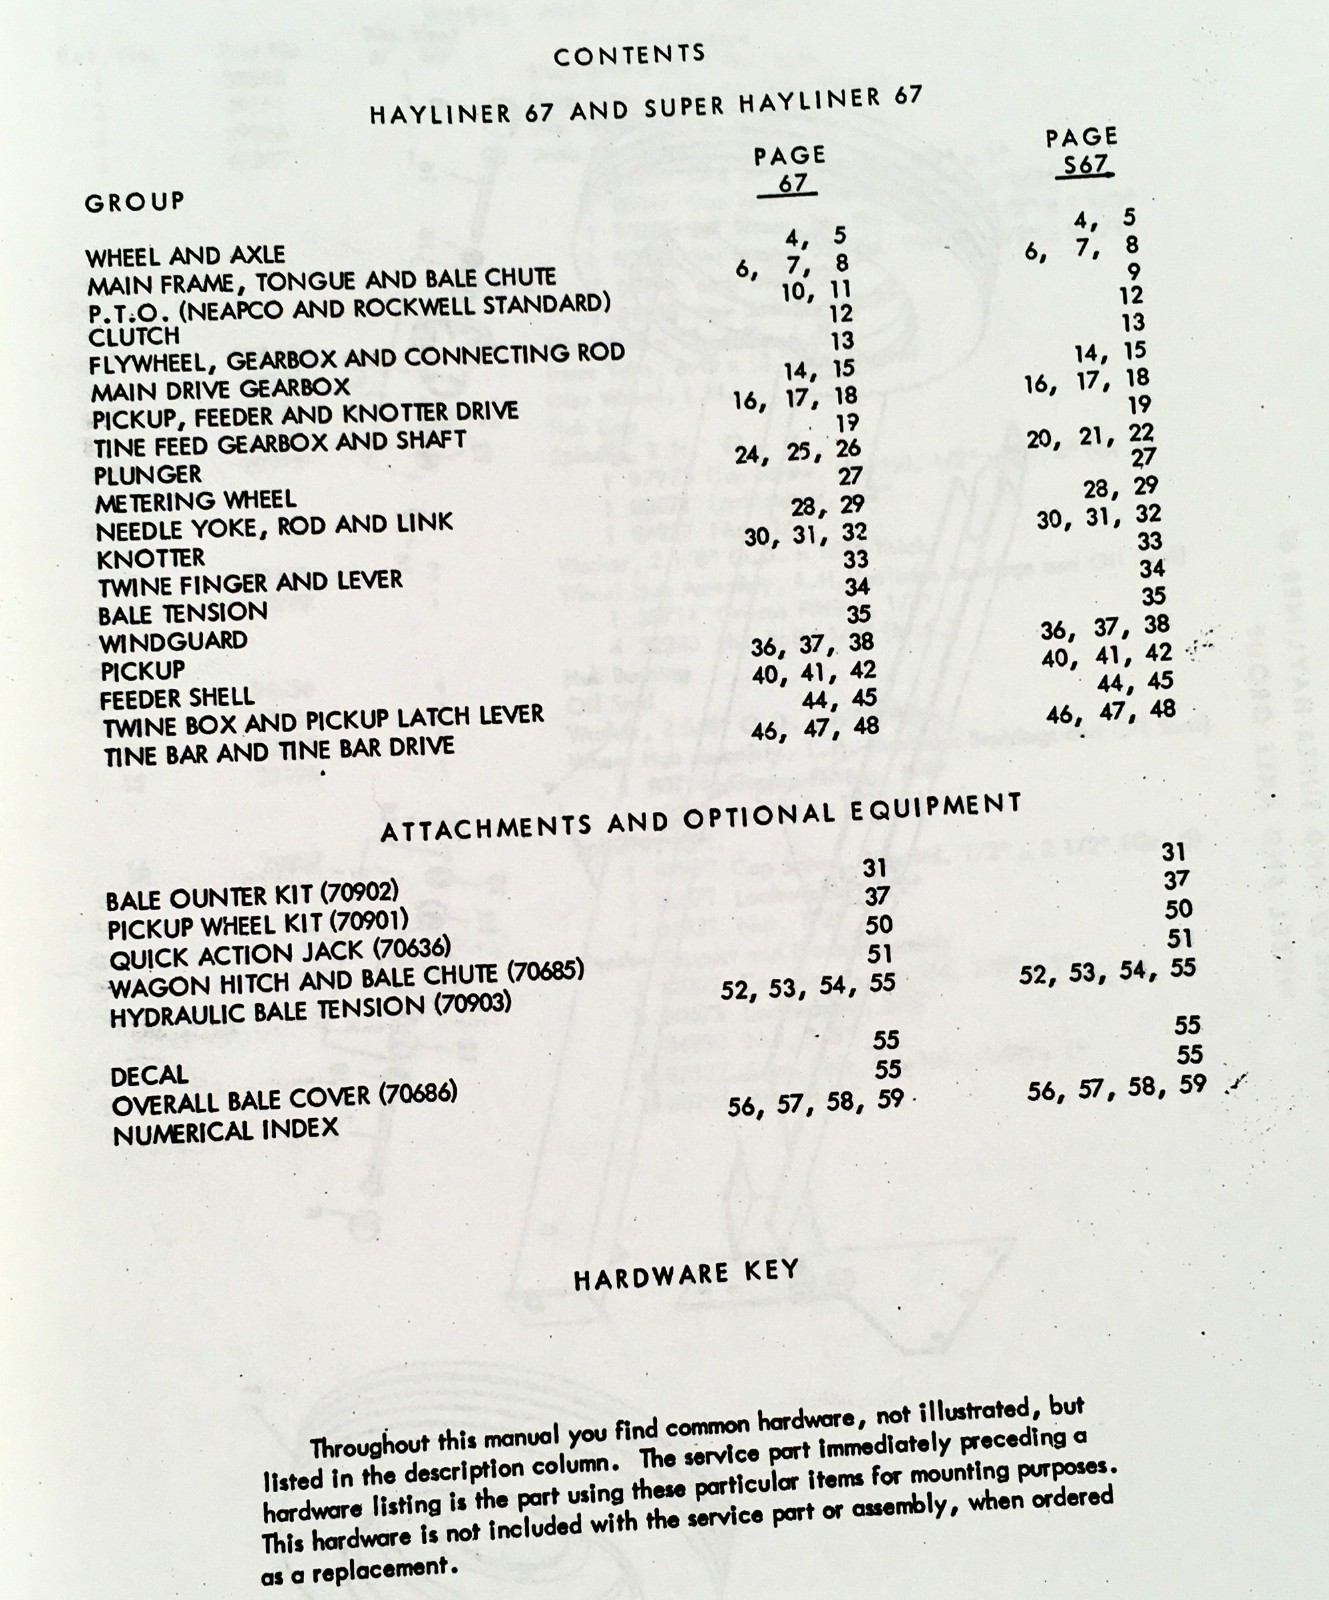 CONTENTS
HAYLINER 67 AND SUPER HAYLINER 67
GROUP PAGE 67 PAGE S67
WHEEL AND AXLE 4, 5 4, 5
MAIN FRAME, TONGUE AND BALE CHUTE 6, 7, 8 6, 7, 8
P.T.O. (NEAPCO AND ROCKWELL STANDARD) 10, 11 9
CLUTCH 12 12
FLYWHEEL, GEARBOX AND CONNECTING ROD 13 13
MAIN DRIVE GEARBOX 14, 15 14, 15
PICKUP, FEEDER AND KNOTTER DRIVE 16, 17, 18 16, 17, 18
TINE FEED GEARBOX AND SHAFT 19 19
PLUNGER 24, 25, 26 20, 21, 22
METERING WHEEL 27 27
NEEDLE YOKE, ROD AND LINK 28, 29 28, 29
KNOTTER 30, 31, 32 30, 31, 32
TWINE FINGER AND LEVER 33 33
BALE TENSION 34 34
WINDGUARD 35 35
PICKUP 36, 37, 38 36, 37, 38
FEEDER SHELL 40, 41, 42 40, 41, 42
TWINE BOX AND PICKUP LATCH LEVER 44, 45 44, 45
TINE BAR AND TINE BAR DRIVE 46, 47, 48 46, 47, 48
ATTACHMENTS AND OPTIONAL EQUIPMENT
BALE OUNTER KIT (70902) 31 31
PICKUP WHEEL KIT (70901) 37 37
QUICK ACTION JACK (70636) 50 50
WAGON HITCH AND BALE CHUTE (70685) 51 51
HYDRAULIC BALE TENSION (70903) 52, 53, 54, 55 52, 53, 54, 55
DECAL 55 55
OVERALL BALE COVER (70686) 55 55
NUMERICAL INDEX 56, 57, 58, 59 56, 57, 58, 59
HARDWARE KEY
Throughout this manual you find common hardware, not illustrated, but
listed in the description column. The service part immediately preceding a
hardware listing is the part using these particular items for mounting purposes.
This hardware is not included with the service part or assembly, when ordered
as a replacement.